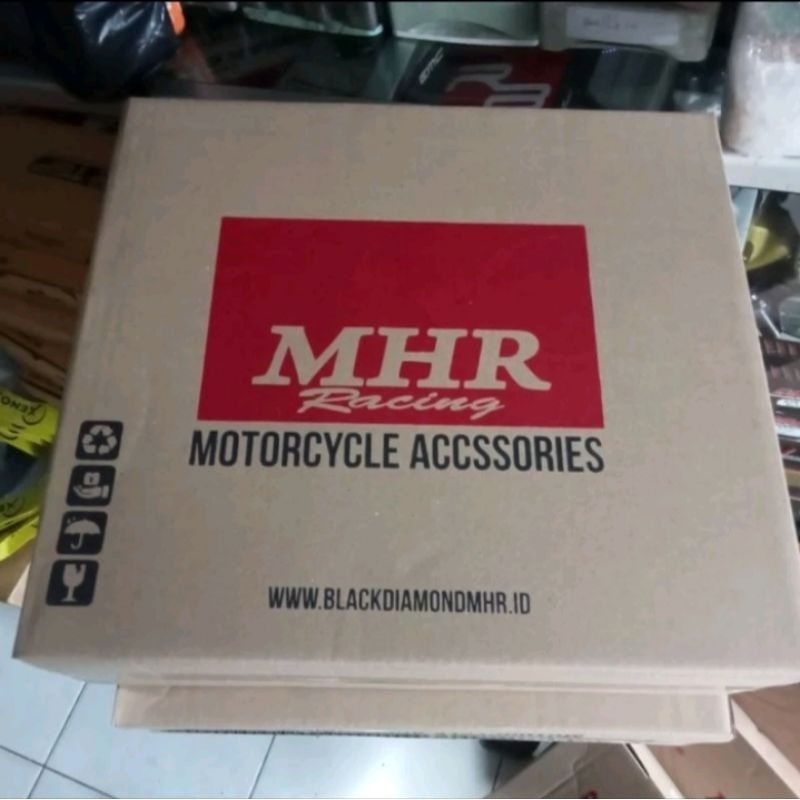 MHR
Racing
MOTORCYCLE ACCSSORIES
WWW.BLACKDIAMONDMHR.ID